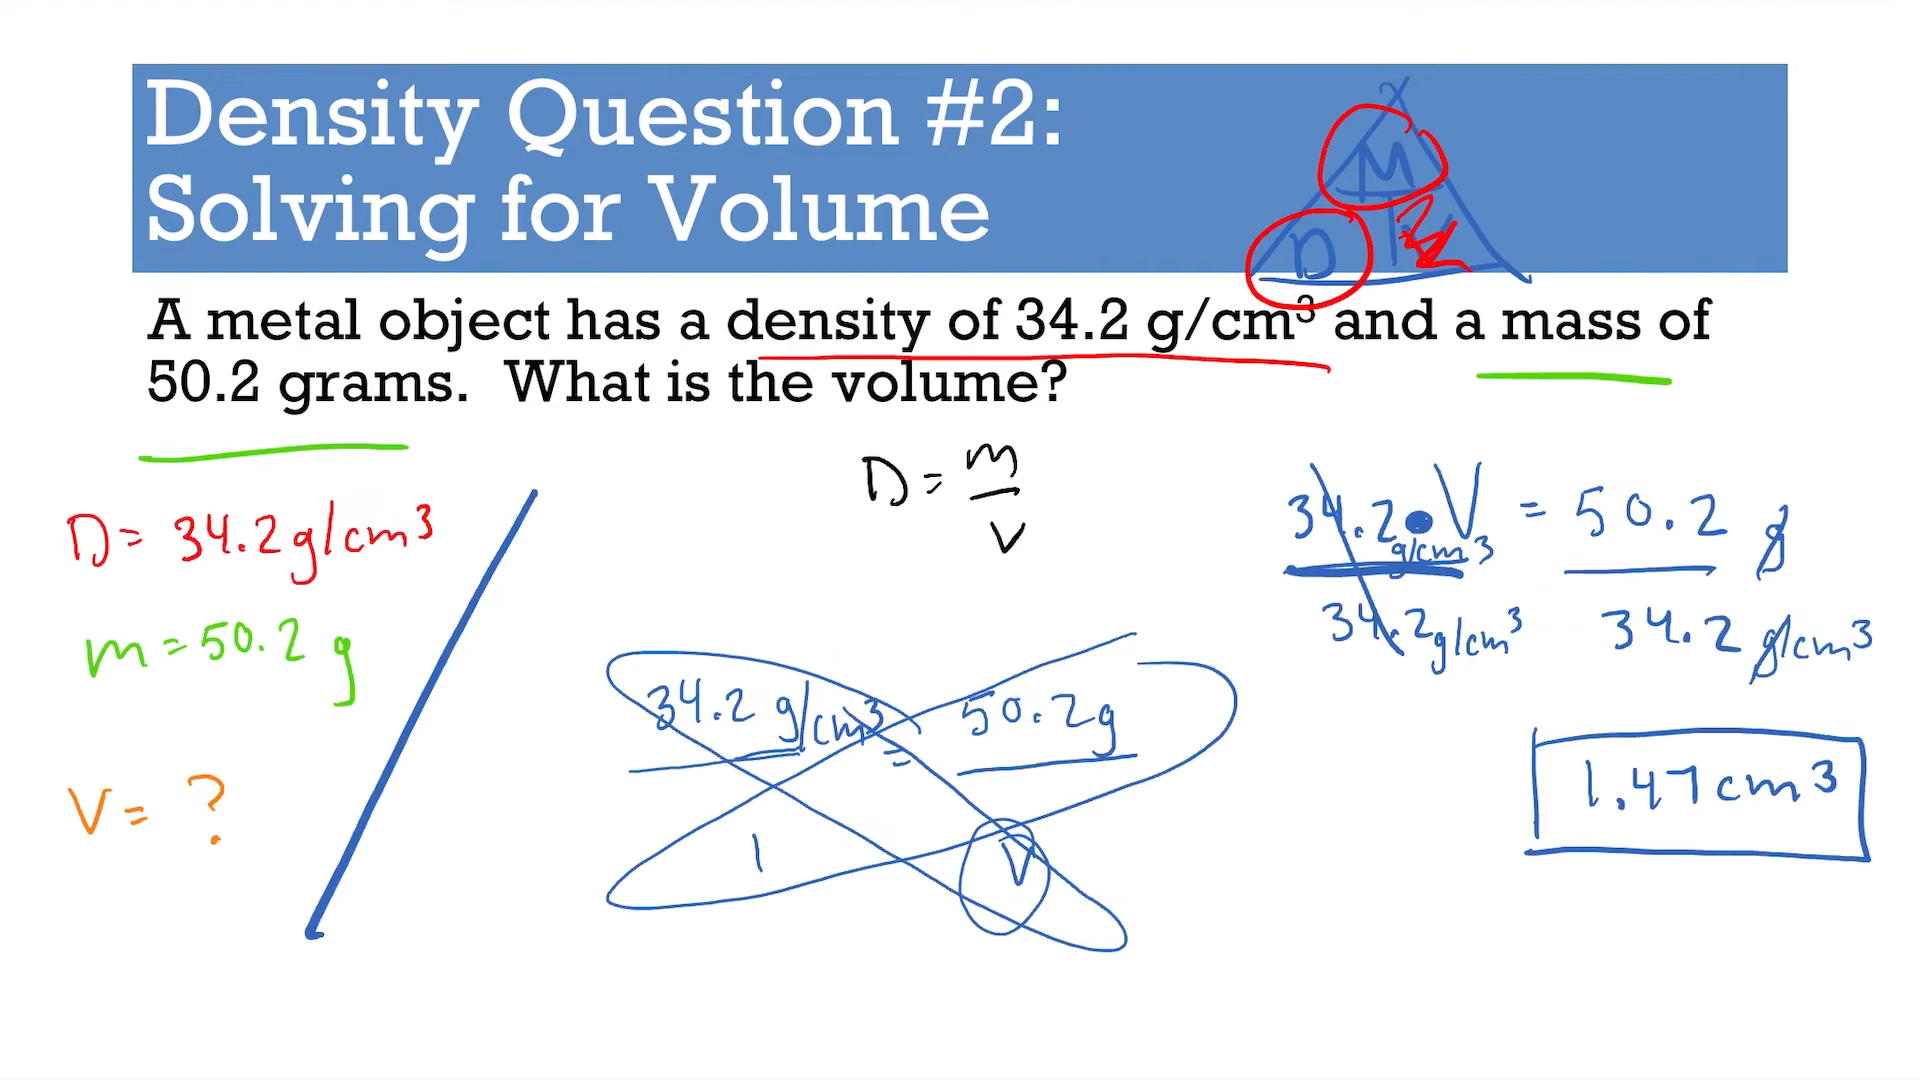 Density Question #2:
Solving for Volume
M
D
V
A metal object has a density of 34.2 g/cm³ and a mass of
50.2 grams. What is the volume?
D = 34.2 g/cm³
m = 50.2 g
V = ?
D = m
v
34.2 g/cm³ = 50.2g
1 V
34.2 • V g/cm³ = 50.2 g
34.2 g/cm³ 34.2 g/cm³
1.47 cm³